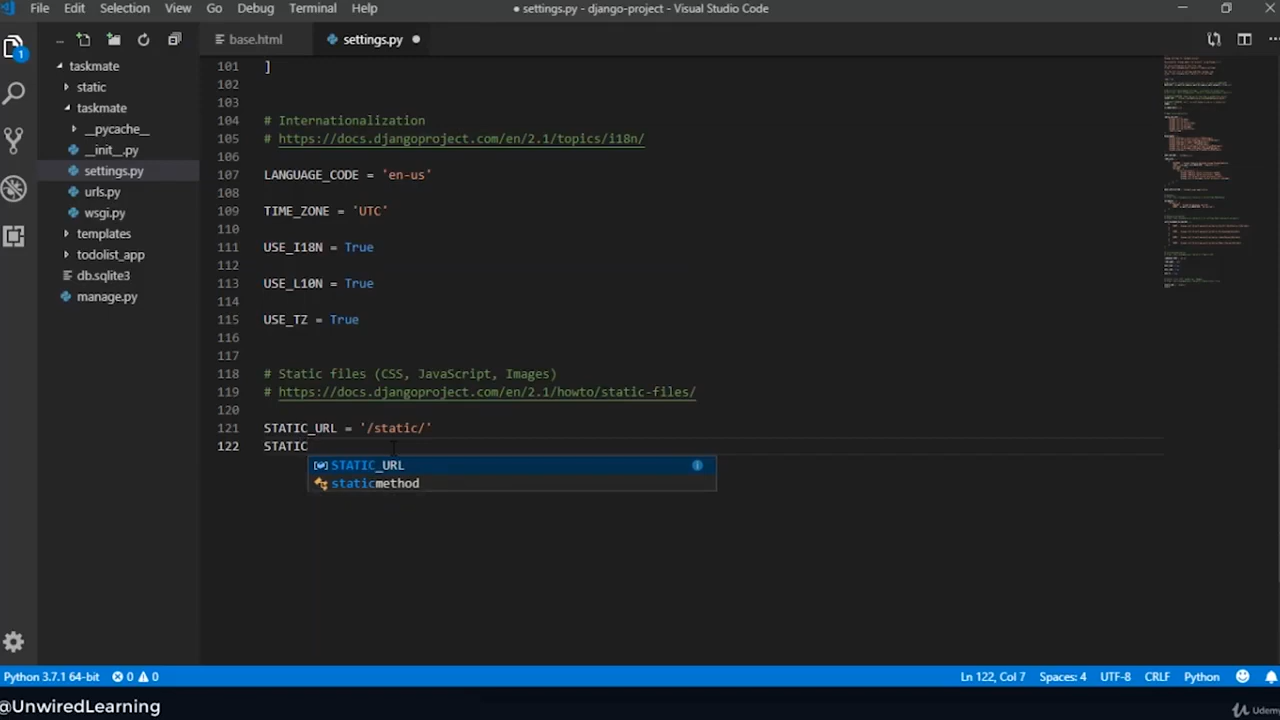 File Edit Selection View Go Debug Terminal Help
● settings.py - django-project - Visual Studio Code
1
base.html
settings.py ●
taskmate
static
taskmate
__pycache__
__init__.py
settings.py
urls.py
wsgi.py
templates
todolist_app
db.sqlite3
manage.py
101 ]
102
103
104 # Internationalization
105 # https://docs.djangoproject.com/en/2.1/topics/i18n/
106
107 LANGUAGE_CODE = 'en-us'
108
109 TIME_ZONE = 'UTC'
110
111 USE_I18N = True
112
113 USE_L10N = True
114
115 USE_TZ = True
116
117
118 # Static files (CSS, JavaScript, Images)
119 # https://docs.djangoproject.com/en/2.1/howto/static-files/
120
121 STATIC_URL = '/static/'
122 STATIC
STATIC_URL
staticmethod
Python 3.7.1 64-bit 0 0 Ln 122, Col 7 Spaces: 4 UTF-8 CRLF Python
@UnwiredLearning